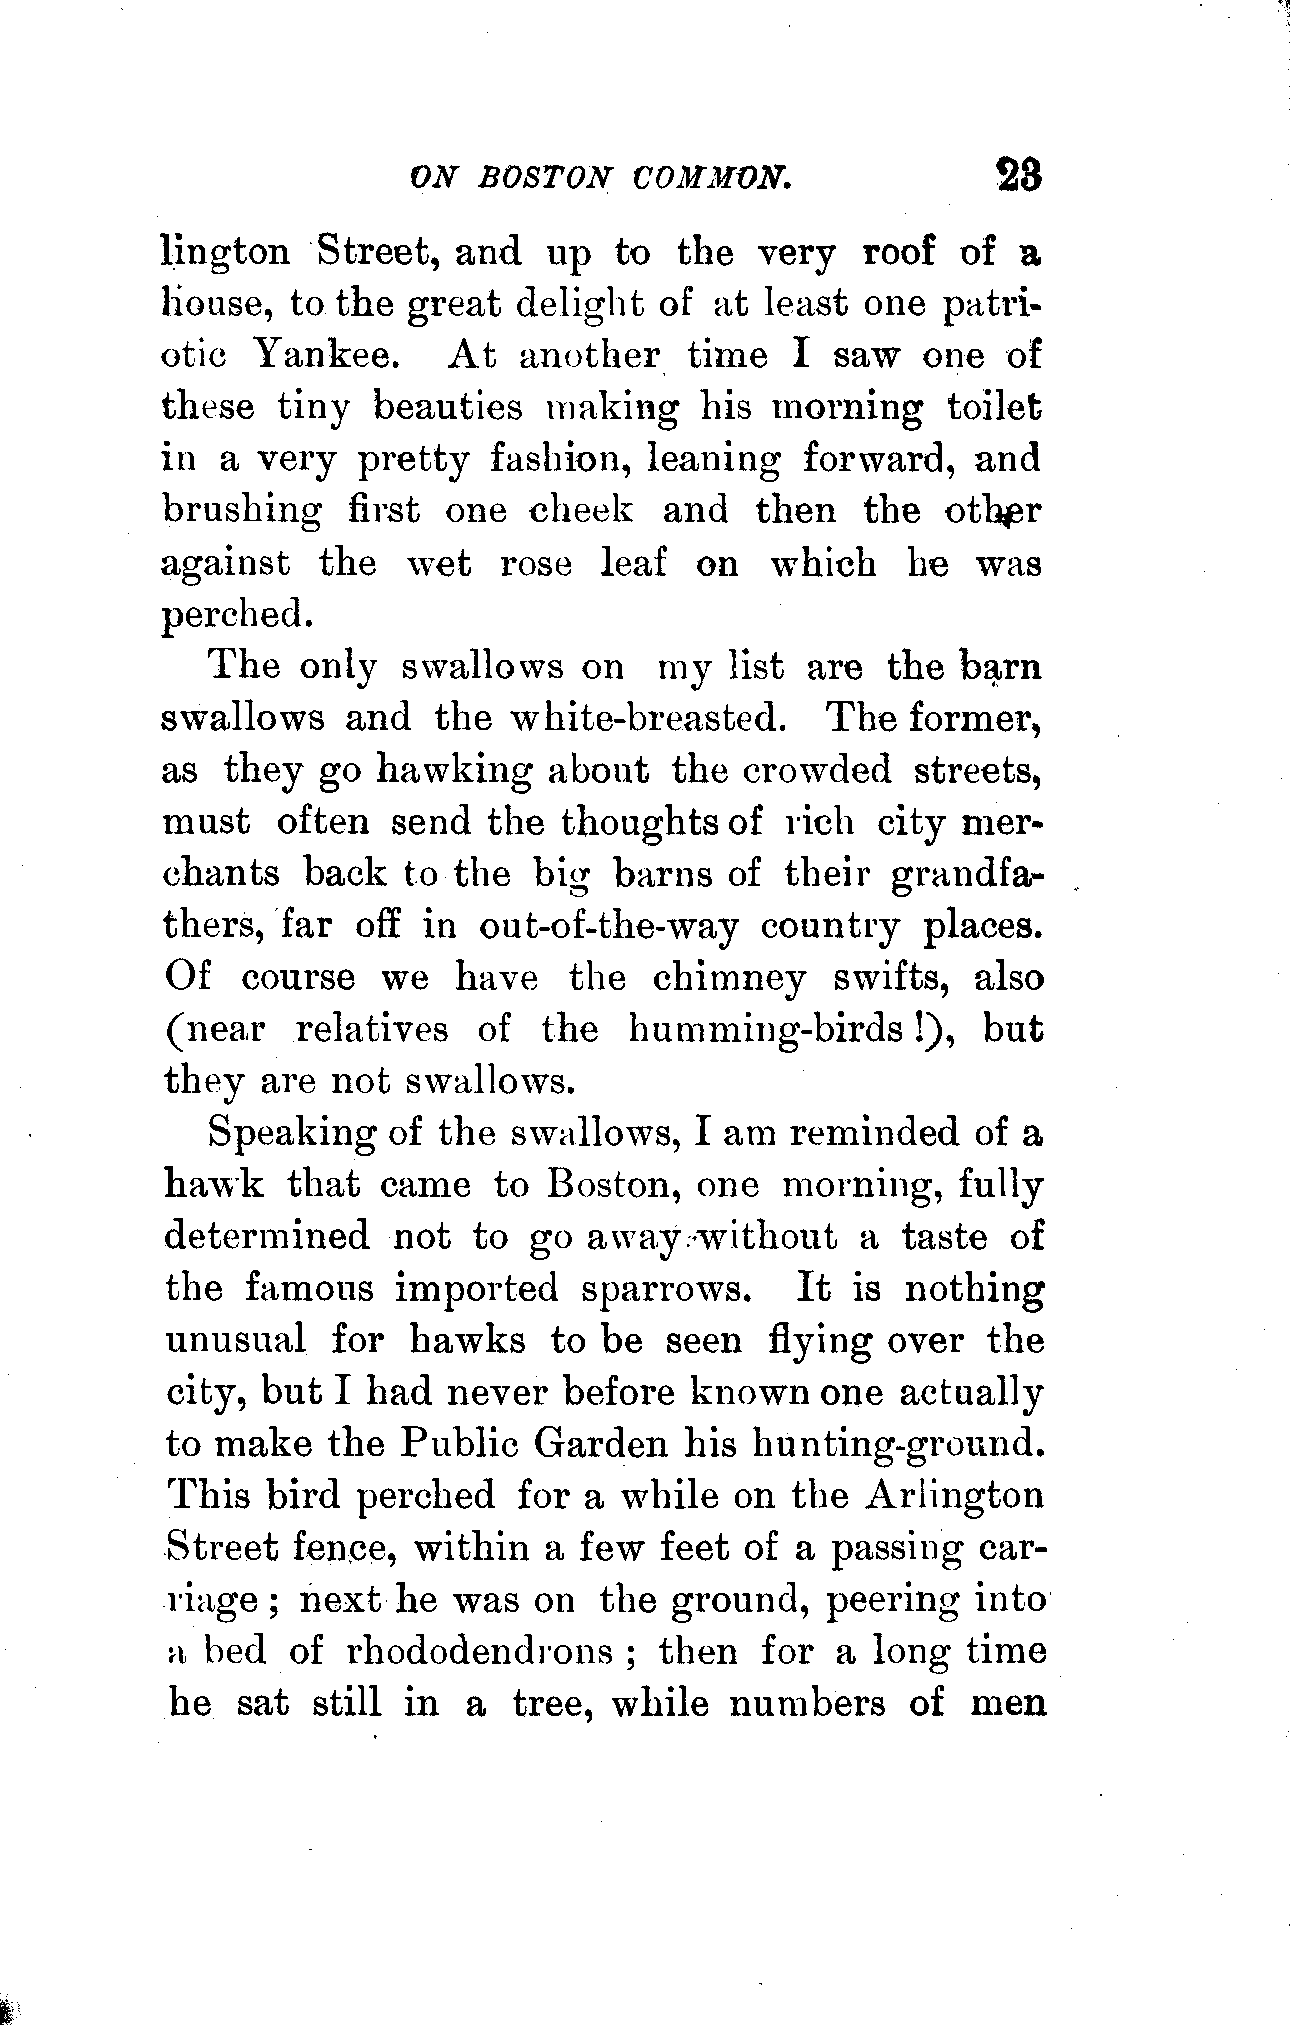 ON BOSTON COMMON. 23
lington Street, and up to the very roof of a
house, to the great delight of at least one patri-
otic Yankee. At another time I saw one of
these tiny beauties making his morning toilet
in a very pretty fashion, leaning forward, and
brushing first one cheek and then the other
against the wet rose leaf on which he was
perched.
The only swallows on my list are the barn
swallows and the white-breasted. The former,
as they go hawking about the crowded streets,
must often send the thoughts of rich city mer-
chants back to the big barns of their grandfa-
thers, far off in out-of-the-way country places.
Of course we have the chimney swifts, also
(near relatives of the humming-birds !), but
they are not swallows.
Speaking of the swallows, I am reminded of a
hawk that came to Boston, one morning, fully
determined not to go away without a taste of
the famous imported sparrows. It is nothing
unusual for hawks to be seen flying over the
city, but I had never before known one actually
to make the Public Garden his hunting-ground.
This bird perched for a while on the Arlington
Street fence, within a few feet of a passing car-
riage ; next he was on the ground, peering into
a bed of rhododendrons ; then for a long time
he sat still in a tree, while numbers of men